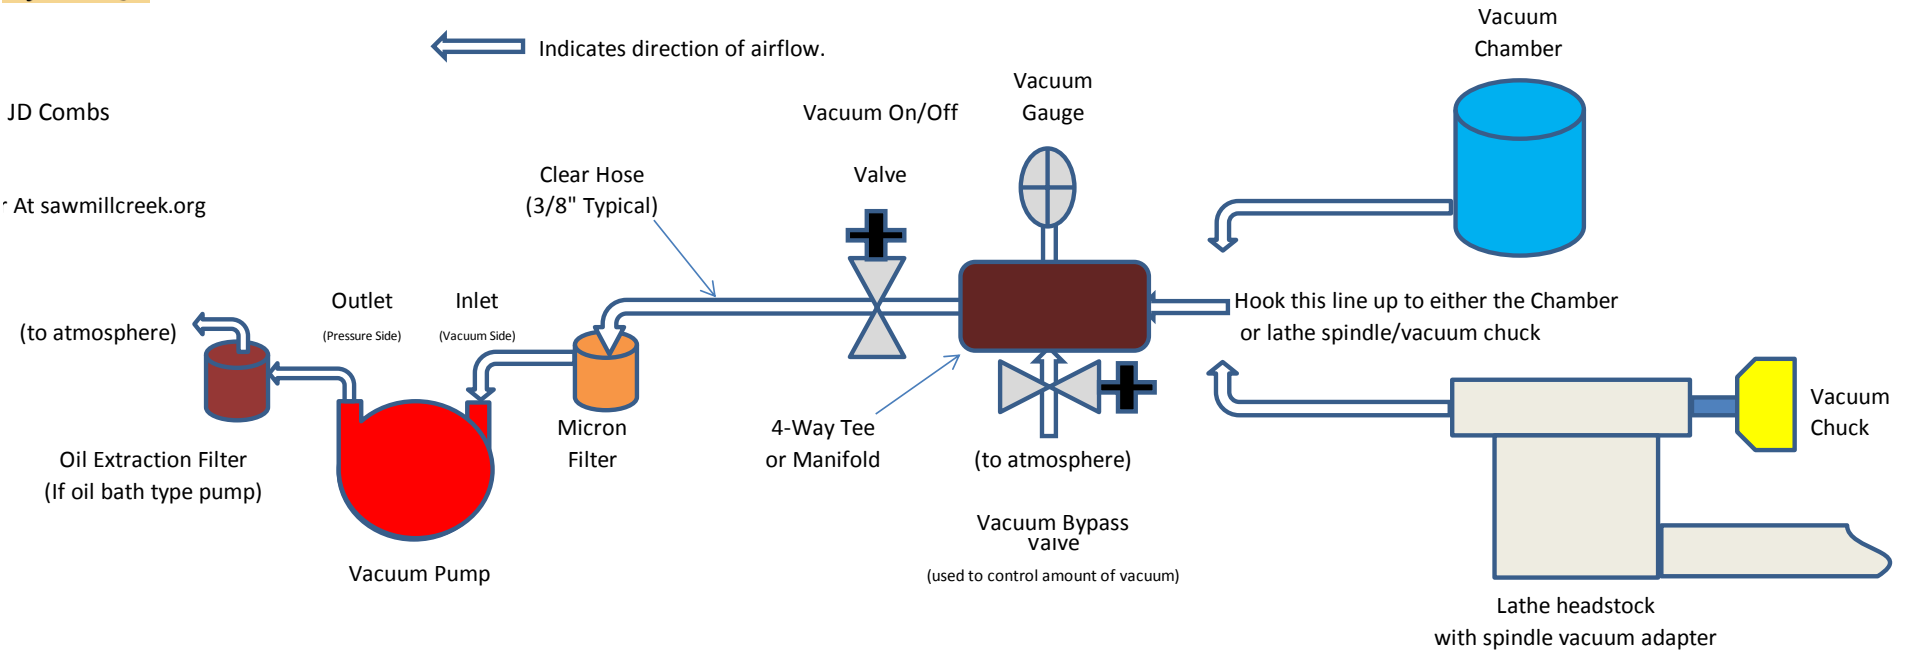 Indicates direction of airflow.
Vacuum
Chamber
JD Combs
Vacuum On/Off
Valve
Vacuum
Gauge
Clear Hose
(3/8" Typical)
At sawmillcreek.org
Outlet
(Pressure Side)
Inlet
(Vacuum Side)
(to atmosphere)
Hook this line up to either the Chamber
or lathe spindle/vacuum chuck
Vacuum
Chuck
Micron
Filter
4-Way Tee
or Manifold
(to atmosphere)
Oil Extraction Filter
(If oil bath type pump)
Vacuum Bypass
Valve
(used to control amount of vacuum)
Vacuum Pump
Lathe headstock
with spindle vacuum adapter